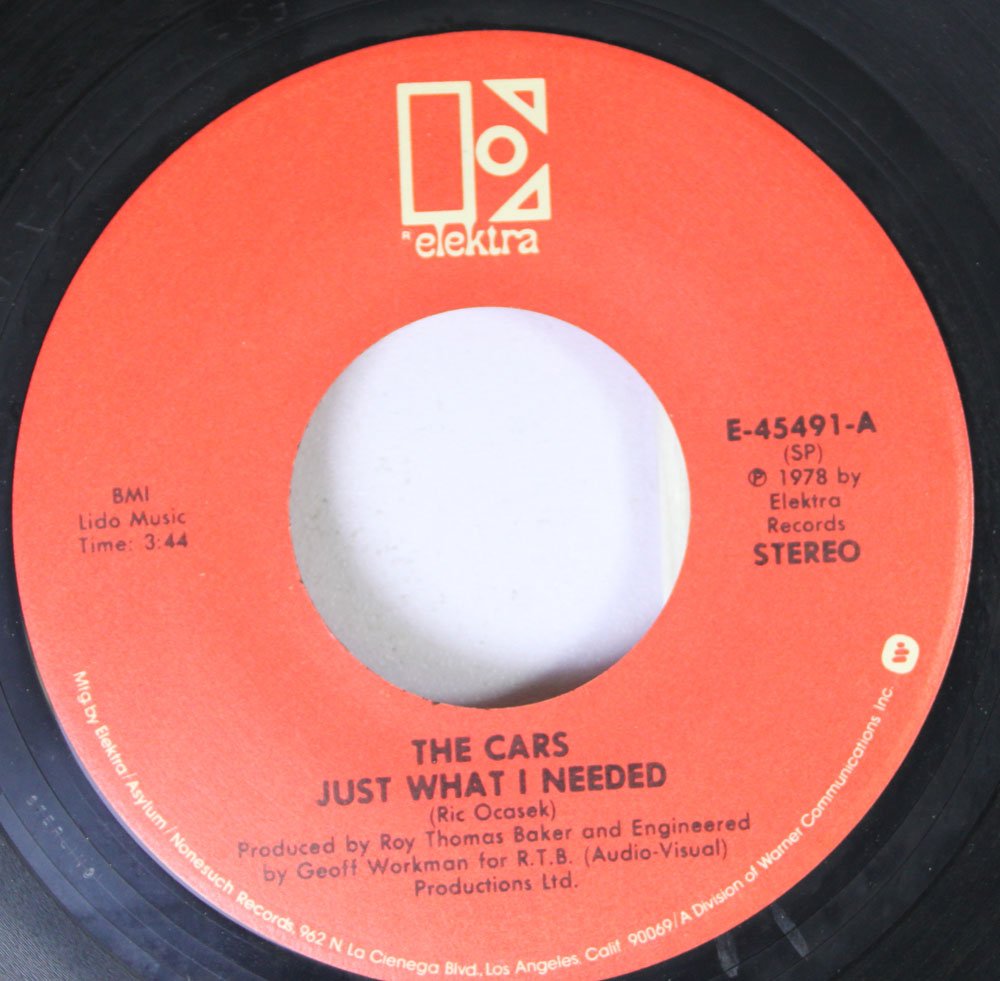 R elektra
E-45491-A
(SP)
℗ 1978 by
Elektra
Records
STEREO
BMI
Lido Music
Time: 3:44
THE CARS
JUST WHAT I NEEDED
(Ric Ocasek)
Produced by Roy Thomas Baker and Engineered
by Geoff Workman for R.T.B. (Audio-Visual)
Productions Ltd.
Mfg. by Elektra/Asylum/Nonesuch Records, 962 N. La Cienega Blvd., Los Angeles, Calif 90069/A Division of Warner Communications Inc.